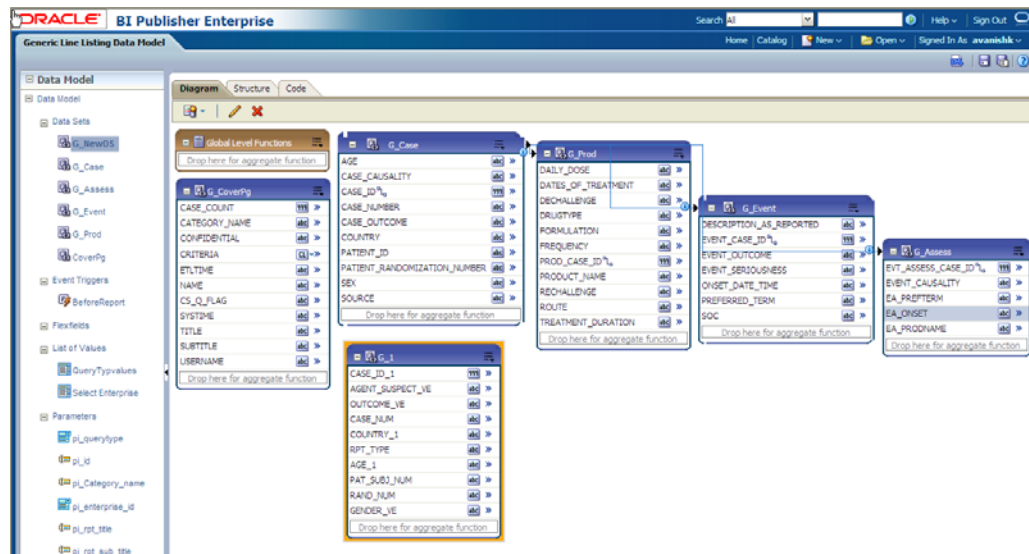 ORACLE BI Publisher Enterprise
Search All
Help
Sign Out
Generic Line Listing Data Model
Home
Catalog
New
Open
Signed In As avanishk
Data Model
Data Model
Data Sets
G_NewDS
G_Case
G_Assess
G_Event
G_Prod
CoverPg
Event Triggers
BeforeReport
Flexfields
List of Values
QueryTypvalues
Select Enterprise
Parameters
pi_querytype
pi_id
pi_Category_name
pi_enterprise_id
pi_rpt_title
pi_rpt_sub_title
Diagram
Structure
Code
Global Level Functions
Drop here for aggregate function
G_CoverPg
CASE_COUNT
CATEGORY_NAME
CONFIDENTIAL
CRITERIA
ETLTIME
NAME
CS_Q_FLAG
SYSTIME
TITLE
SUBTITLE
USERNAME
Drop here for aggregate function
G_Case
AGE
CASE_CAUSALITY
CASE_ID
CASE_NUMBER
CASE_OUTCOME
COUNTRY
PATIENT_ID
PATIENT_RANDOMIZATION_NUMBER
SEX
SOURCE
Drop here for aggregate function
G_1
CASE_ID_1
AGENT_SUSPECT_VE
OUTCOME_VE
CASE_NUM
COUNTRY_1
RPT_TYPE
AGE_1
PAT_SUBJ_NUM
RAND_NUM
GENDER_VE
Drop here for aggregate function
G_Prod
DAILY_DOSE
DATES_OF_TREATMENT
DECHALLENGE
DRUGTYPE
FORMULATION
FREQUENCY
PROD_CASE_ID
PRODUCT_NAME
RECHALLENGE
ROUTE
TREATMENT_DURATION
Drop here for aggregate function
G_Event
DESCRIPTION_AS_REPORTED
EVENT_CASE_ID
EVENT_OUTCOME
EVENT_SERIOUSNESS
ONSET_DATE_TIME
PREFERRED_TERM
SOC
Drop here for aggregate function
G_Assess
EVT_ASSESS_CASE_ID
EVENT_CAUSALITY
EA_PREFTERM
EA_ONSET
EA_PRODNAME
Drop here for aggregate function